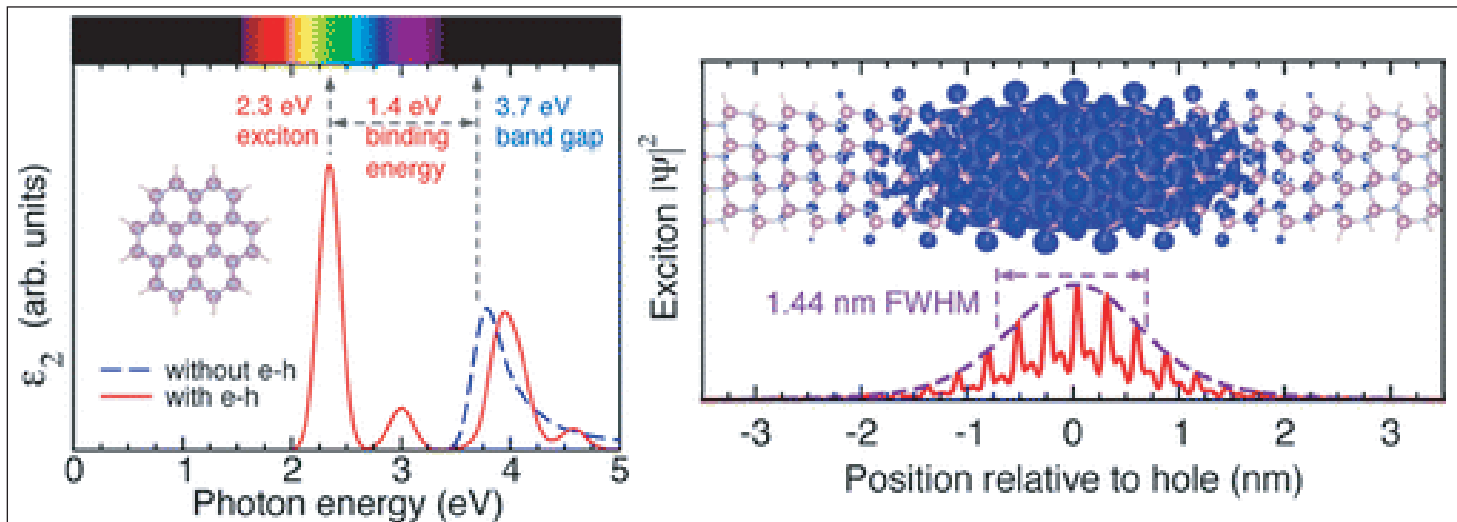 2.3 eV
exciton
1.4 eV
binding
energy
3.7 eV
band gap
ε₂ (arb. units)
without e-h
with e-h
0 1 2 3 4 5
Photon energy (eV)
Exciton |Ψ|²
1.44 nm FWHM
-3 -2 -1 0 1 2 3
Position relative to hole (nm)